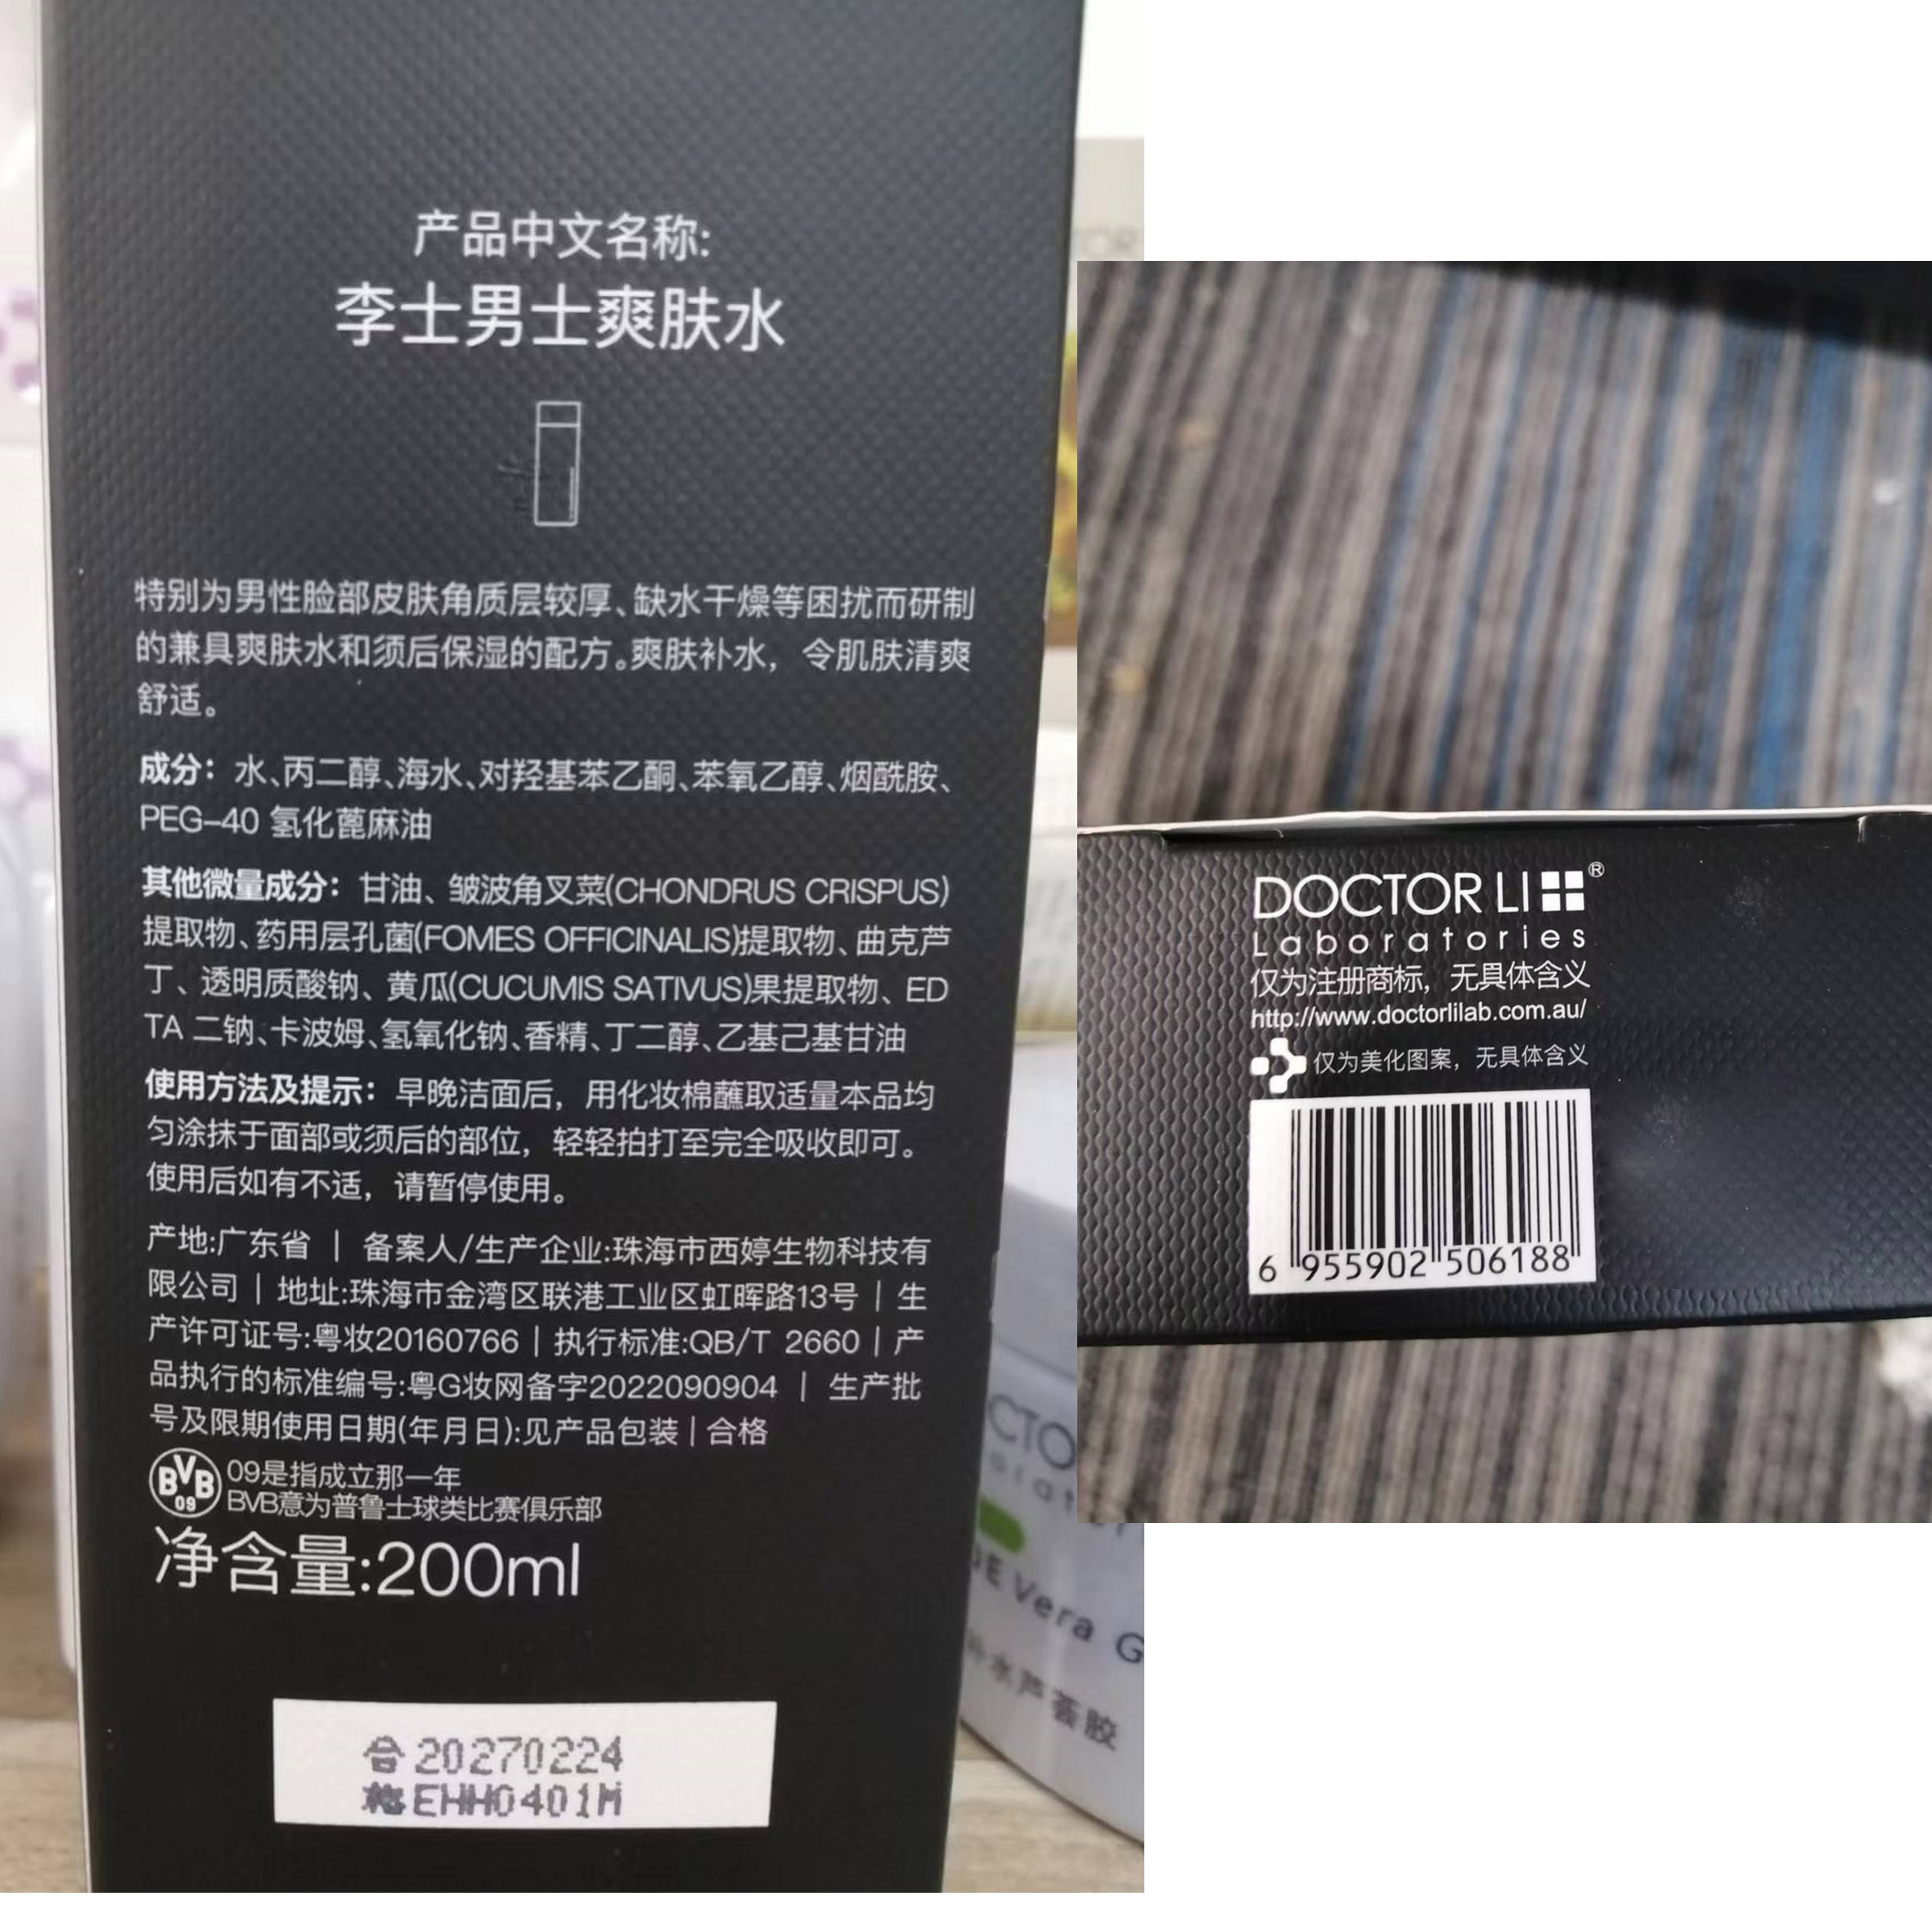 产品中文名称:
李士男士爽肤水
特别为男性脸部皮肤角质层较厚、缺水干燥等困扰而研制
的兼具爽肤水和须后保湿的配方。爽肤补水，令肌肤清爽
舒适。
成分：水、丙二醇、海水、对羟基苯乙酮、苯氧乙醇、烟酰胺、
PEG-40 氢化蓖麻油
其他微量成分：甘油、皱波角叉菜(CHONDRUS CRISPUS)
提取物、药用层孔菌(FOMES OFFICINALIS)提取物、曲克芦
丁、透明质酸钠、黄瓜(CUCUMIS SATIVUS)果提取物、ED
TA 二钠、卡波姆、氢氧化钠、香精、丁二醇、乙基己基甘油
使用方法及提示：早晚洁面后，用化妆棉蘸取适量本品均
匀涂抹于面部或须后的部位，轻轻拍打至完全吸收即可。
使用后如有不适，请暂停使用。
产地:广东省 | 备案人/生产企业:珠海市西婷生物科技有
限公司 | 地址:珠海市金湾区联港工业区虹晖路13号 | 生
产许可证号:粤妆20160766 | 执行标准:QB/T 2660 | 产
品执行的标准编号:粤G妆网备字2022090904 | 生产批
号及限期使用日期(年月日):见产品包装 | 合格
BVB 09
09是指成立那一年
BVB意为普鲁士球类比赛俱乐部
净含量:200ml
合 20270224
格 EHH0401M
DOCTOR LI ®
Laboratories
仅为注册商标，无具体含义
http://www.doctorlilab.com.au/
仅为美化图案，无具体含义
6 955902 506188
CTO
Vera G
水芦荟胶